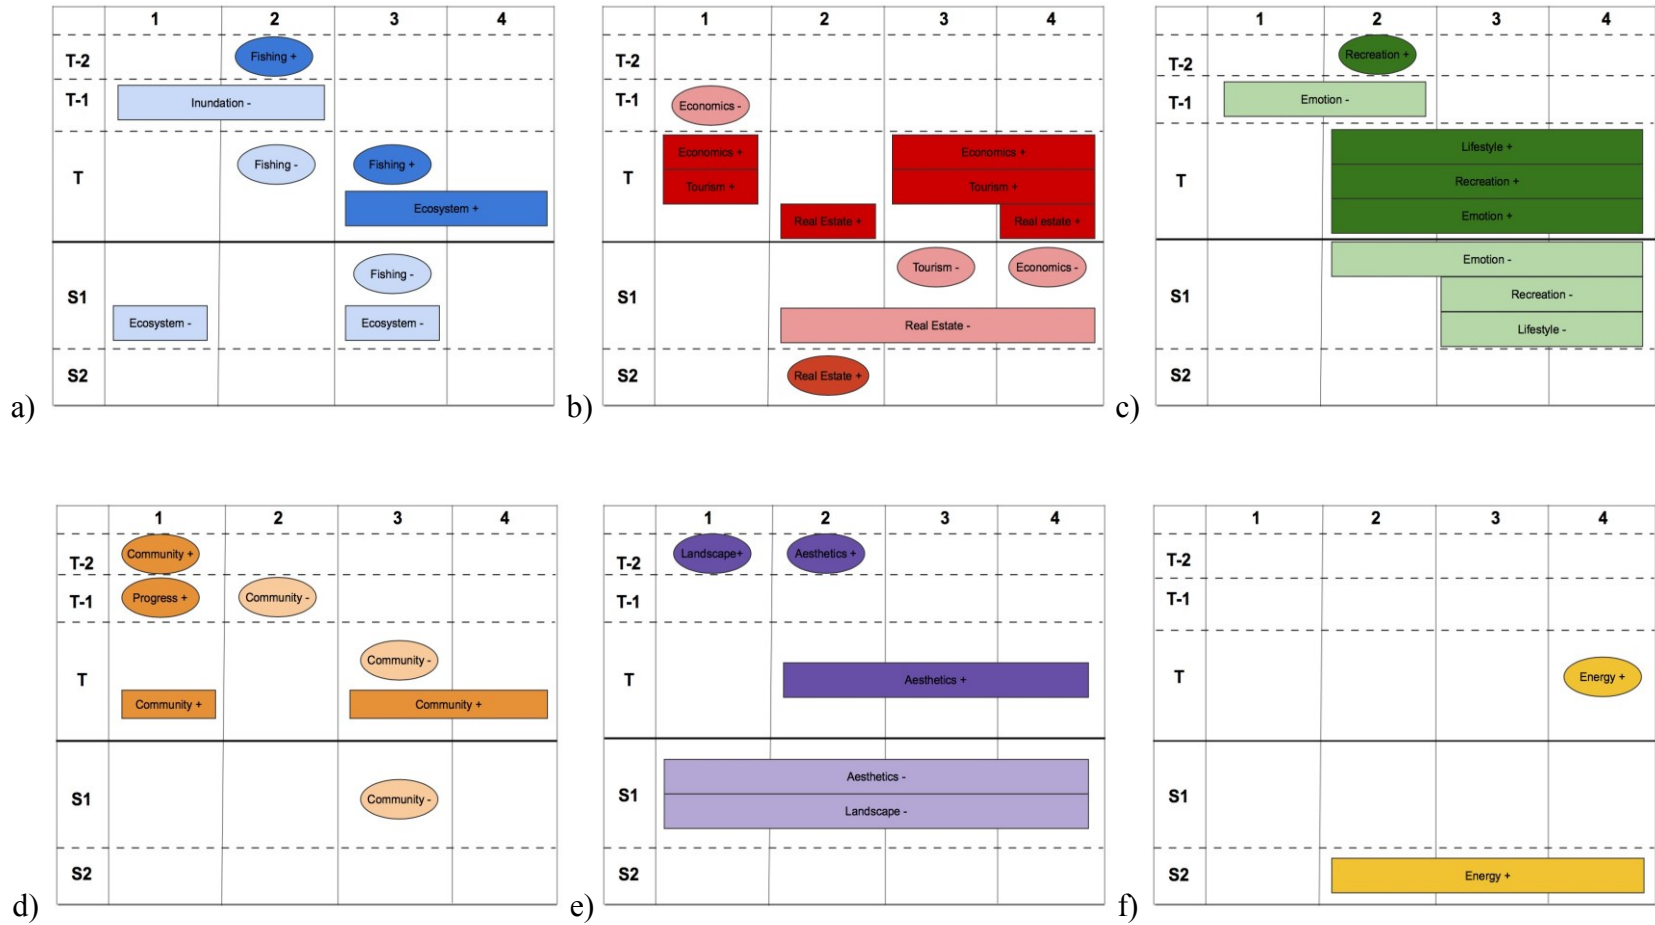 1 2 3 4
T-2 Fishing +
T-1 Inundation -
T Fishing - Fishing +
Ecosystem +
S1 Fishing -
Ecosystem - Ecosystem -
S2
a)
1 2 3 4
T-2
T-1 Economics -
T Economics + Economics +
Tourism + Tourism +
Real Estate + Real estate +
S1 Tourism - Economics -
Real Estate -
S2 Real Estate +
b)
1 2 3 4
T-2 Recreation +
T-1 Emotion -
T Lifestyle +
Recreation +
Emotion +
S1 Emotion -
Recreation -
Lifestyle -
S2
c)
1 2 3 4
T-2 Community +
T-1 Progress + Community -
T Community -
Community + Community +
S1 Community -
S2
d)
1 2 3 4
T-2 Landscape+ Aesthetics +
T-1
T Aesthetics +
S1 Aesthetics -
Landscape -
S2
e)
1 2 3 4
T-2
T-1
T Energy +
S1
S2 Energy +
f)